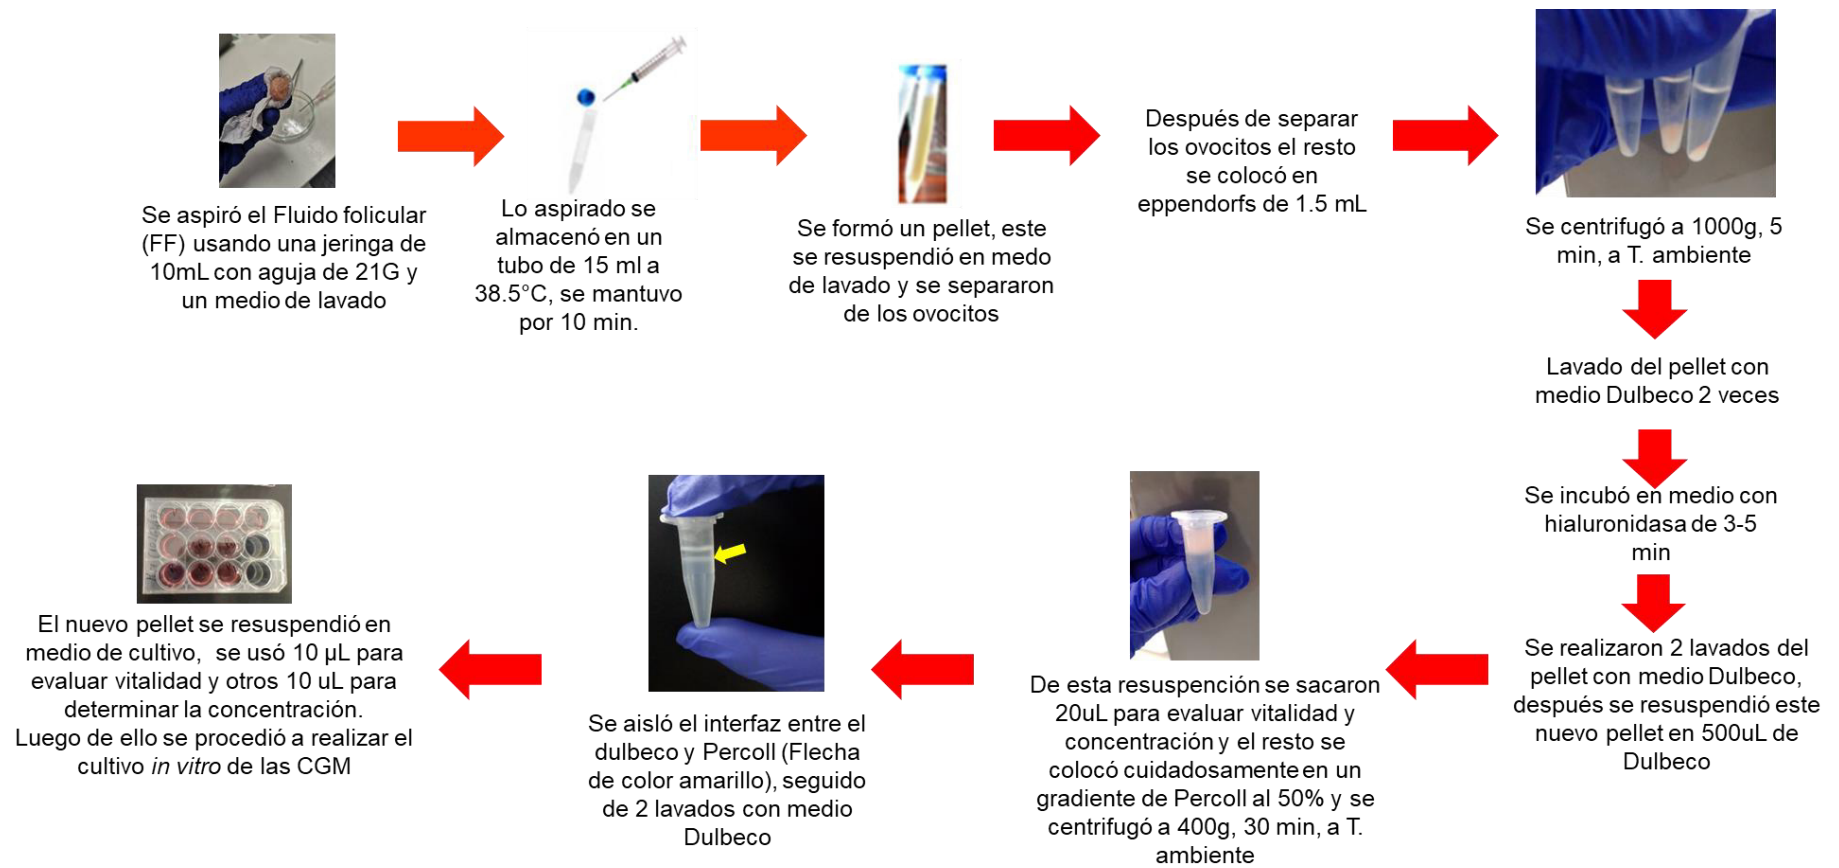 Se aspiró el Fluido folicular
(FF) usando una jeringa de
10mL con aguja de 21G y
un medio de lavado
Lo aspirado se
almacenó en un
tubo de 15 ml a
38.5°C, se mantuvo
por 10 min.
Se formó un pellet, este
se resuspendió en medo
de lavado y se separaron
de los ovocitos
Después de separar
los ovocitos el resto
se colocó en
eppendorfs de 1.5 mL
Se centrifugó a 1000g, 5
min, a T. ambiente
Lavado del pellet con
medio Dulbeco 2 veces
Se incubó en medio con
hialuronidasa de 3-5
min
Se realizaron 2 lavados del
pellet con medio Dulbeco,
después se resuspendió este
nuevo pellet en 500uL de
Dulbeco
De esta resuspención se sacaron
20uL para evaluar vitalidad y
concentración y el resto se
colocó cuidadosamente en un
gradiente de Percoll al 50% y se
centrifugó a 400g, 30 min, a T.
ambiente
Se aisló el interfaz entre el
dulbeco y Percoll (Flecha
de color amarillo), seguido
de 2 lavados con medio
Dulbeco
El nuevo pellet se resuspendió en
medio de cultivo, se usó 10 µL para
evaluar vitalidad y otros 10 uL para
determinar la concentración.
Luego de ello se procedió a realizar el
cultivo in vitro de las CGM